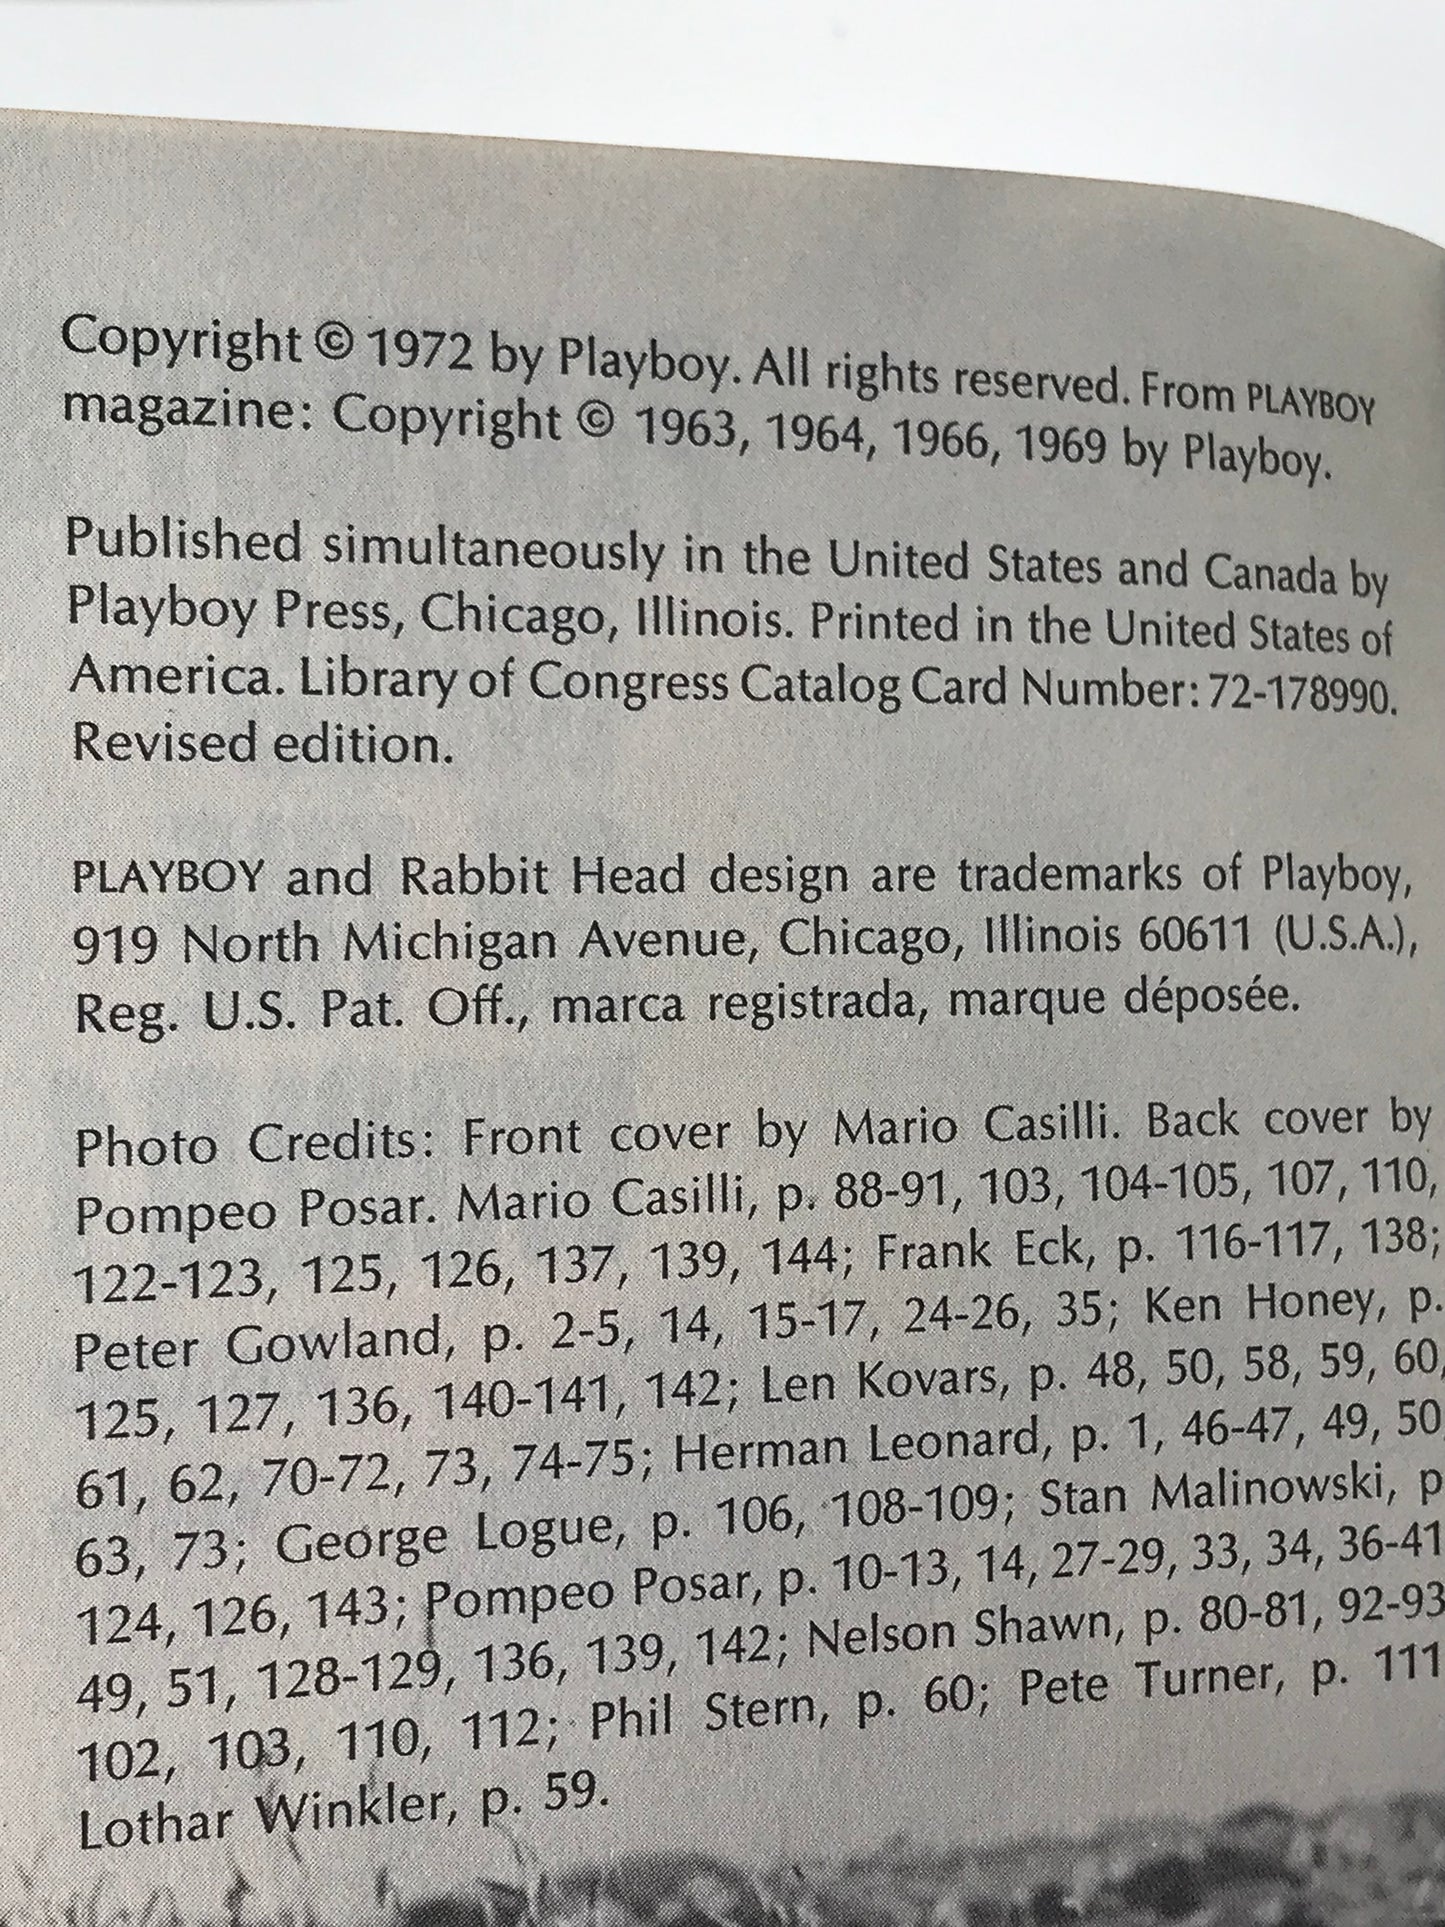 Copyright © 1972 by Playboy. All rights reserved. From PLAYBOY
magazine: Copyright © 1963, 1964, 1966, 1969 by Playboy.
Published simultaneously in the United States and Canada by
Playboy Press, Chicago, Illinois. Printed in the United States of
America. Library of Congress Catalog Card Number: 72-178990.
Revised edition.
PLAYBOY and Rabbit Head design are trademarks of Playboy,
919 North Michigan Avenue, Chicago, Illinois 60611 (U.S.A.),
Reg. U.S. Pat. Off., marca registrada, marque déposée.
Photo Credits: Front cover by Mario Casilli. Back cover by
Pompeo Posar. Mario Casilli, p. 88-91, 103, 104-105, 107, 110,
122-123, 125, 126, 137, 139, 144; Frank Eck, p. 116-117, 138;
Peter Gowland, p. 2-5, 14, 15-17, 24-26, 35; Ken Honey, p.
125, 127, 136, 140-141, 142; Len Kovars, p. 48, 50, 58, 59, 60,
61, 62, 70-72, 73, 74-75; Herman Leonard, p. 1, 46-47, 49, 50
63, 73; George Logue, p. 106, 108-109; Stan Malinowski, p
124, 126, 143; Pompeo Posar, p. 10-13, 14, 27-29, 33, 34, 36-41
49, 51, 128-129, 136, 139, 142; Nelson Shawn, p. 80-81, 92-93
102, 103, 110, 112; Phil Stern, p. 60; Pete Turner, p. 111
Lothar Winkler, p. 59.